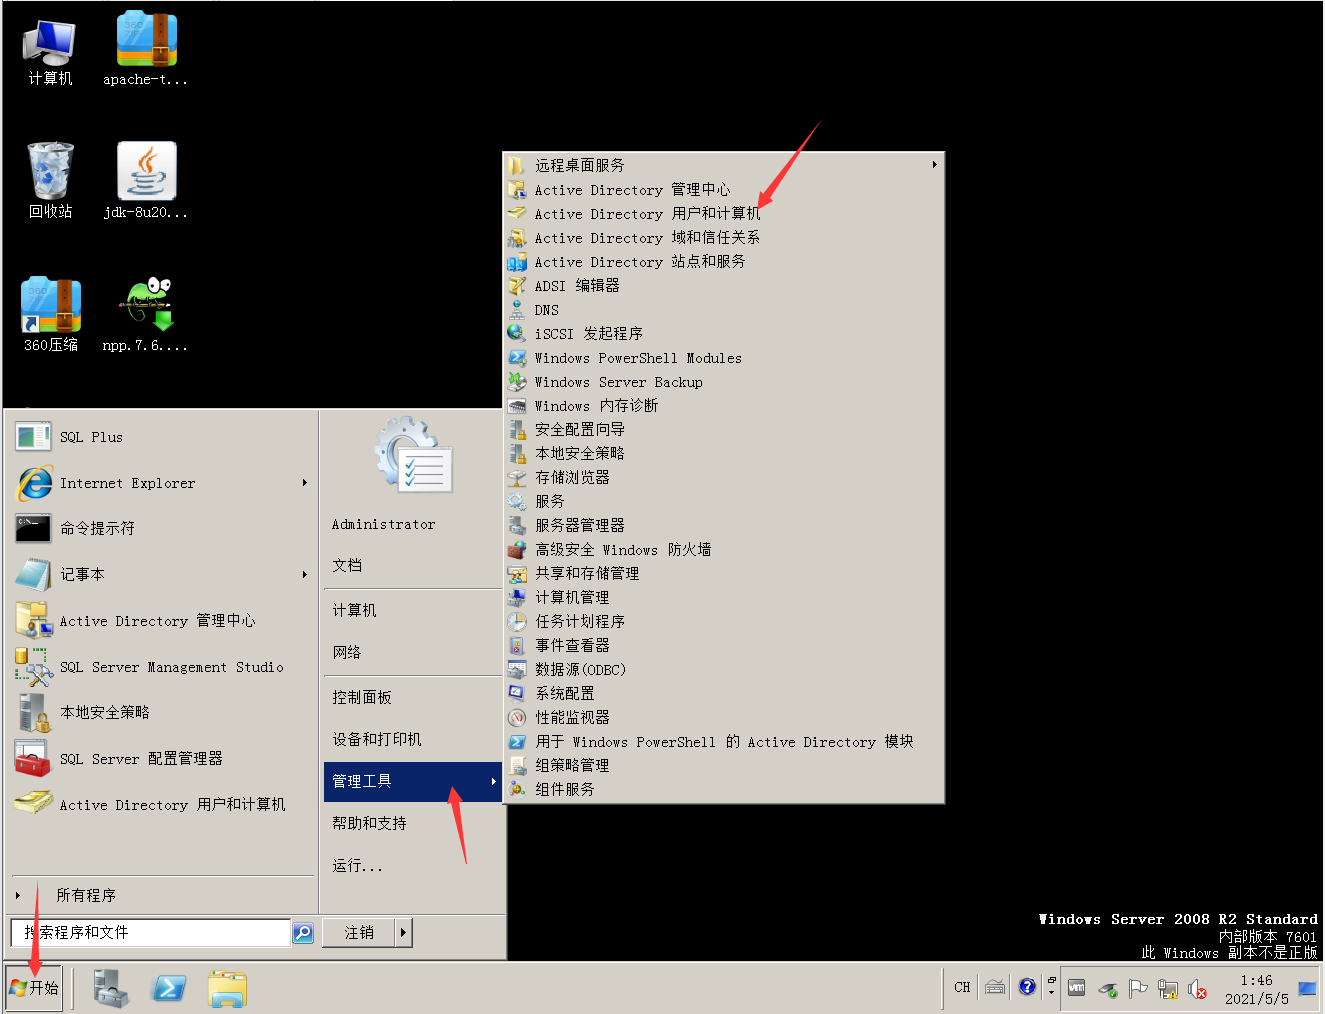 计算机
apache-t...
回收站
jdk-8u20...
360压缩
npp.7.6....
SQL Plus
Internet Explorer
命令提示符
记事本
Active Directory 管理中心
SQL Server Management Studio
本地安全策略
SQL Server 配置管理器
Active Directory 用户和计算机
所有程序
搜索程序和文件
Administrator
文档
计算机
网络
控制面板
设备和打印机
管理工具
帮助和支持
运行...
注销
远程桌面服务
Active Directory 管理中心
Active Directory 用户和计算机
Active Directory 域和信任关系
Active Directory 站点和服务
ADSI 编辑器
DNS
iSCSI 发起程序
Windows PowerShell Modules
Windows Server Backup
Windows 内存诊断
安全配置向导
本地安全策略
存储浏览器
服务
服务器管理器
高级安全 Windows 防火墙
共享和存储管理
计算机管理
任务计划程序
事件查看器
数据源(ODBC)
系统配置
性能监视器
用于 Windows PowerShell 的 Active Directory 模块
组策略管理
组件服务
Windows Server 2008 R2 Standard
内部版本 7601
此 Windows 副本不是正版
开始
CH
1:46
2021/5/5